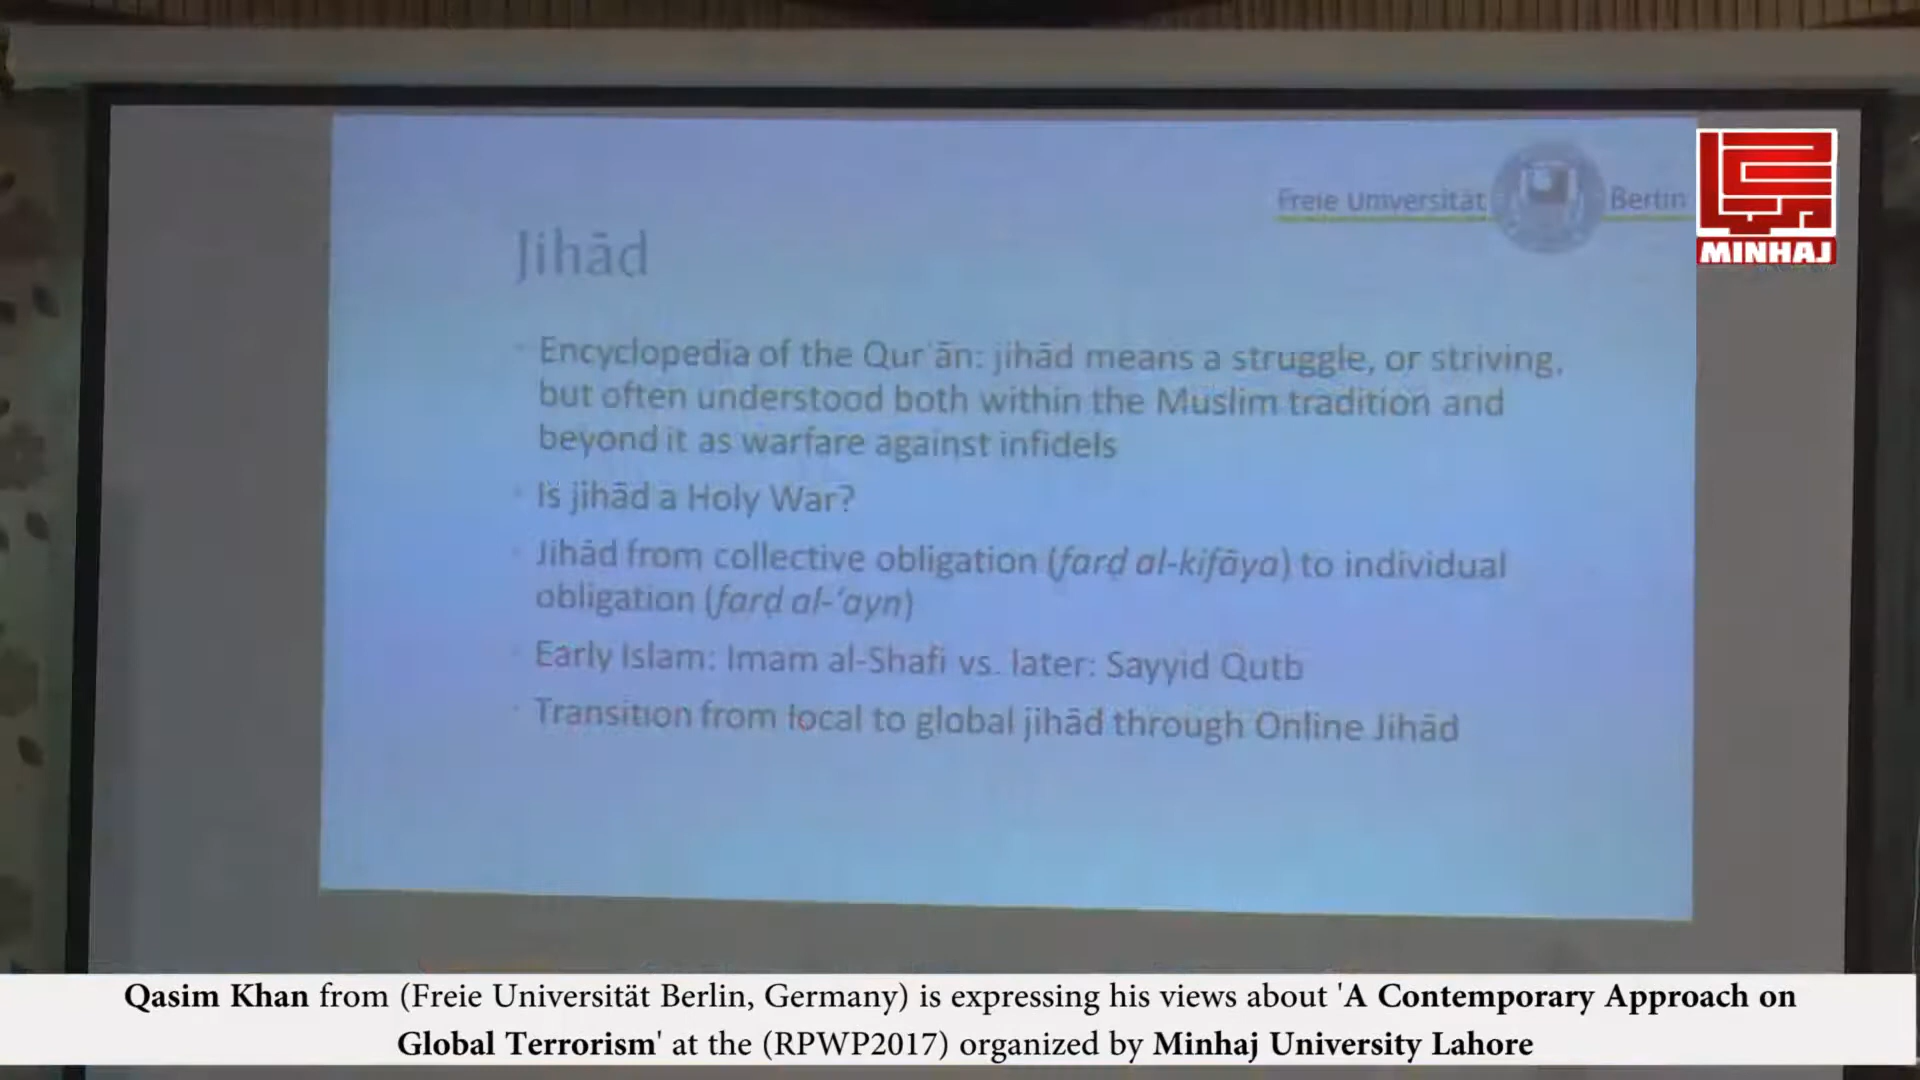 Freie Universität Berlin
MINHAJ
Jihād
Encyclopedia of the Qur'ān: jihād means a struggle, or striving,
but often understood both within the Muslim tradition and
beyond it as warfare against infidels
Is jihād a Holy War?
Jihād from collective obligation (farḍ al-kifāya) to individual
obligation (farḍ al-'ayn)
Early Islam: Imam al-Shafi vs. later: Sayyid Qutb
Transition from local to global jihād through Online Jihād
Qasim Khan from (Freie Universität Berlin, Germany) is expressing his views about 'A Contemporary Approach on
Global Terrorism' at the (RPWP2017) organized by Minhaj University Lahore